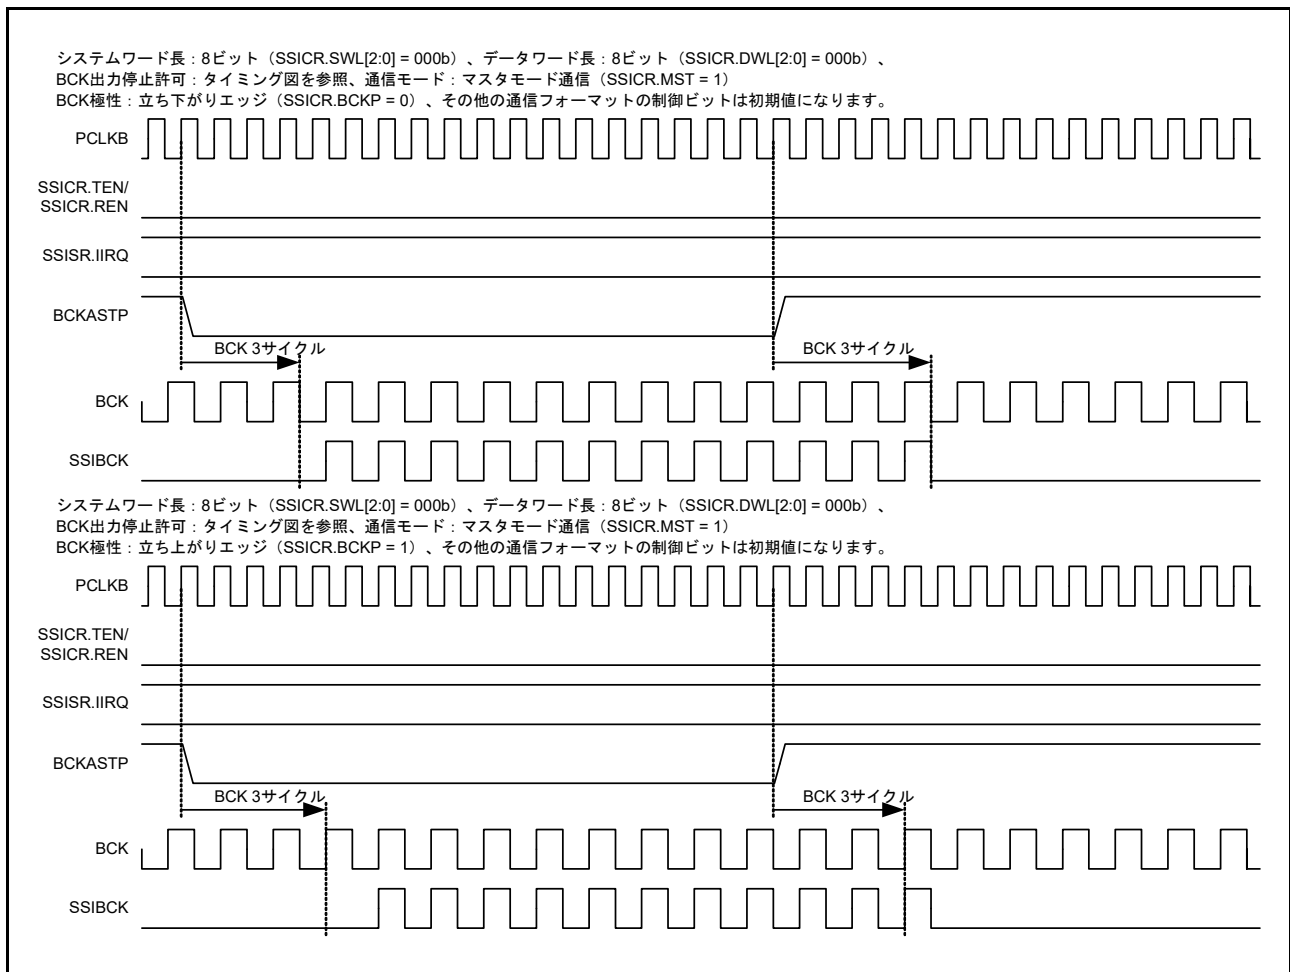 システムワード長：8ビット（SSICR.SWL[2:0] = 000b）、データワード長：8ビット（SSICR.DWL[2:0] = 000b）、
BCK出力停止許可：タイミング図を参照、通信モード：マスタモード通信（SSICR.MST = 1）
BCK極性：立ち下がりエッジ（SSICR.BCKP = 0）、その他の通信フォーマットの制御ビットは初期値になります。
PCLKB
SSICR.TEN/
SSICR.REN
SSISR.IIRQ
BCKASTP
BCK 3サイクル BCK 3サイクル
BCK
SSIBCK
システムワード長：8ビット（SSICR.SWL[2:0] = 000b）、データワード長：8ビット（SSICR.DWL[2:0] = 000b）、
BCK出力停止許可：タイミング図を参照、通信モード：マスタモード通信（SSICR.MST = 1）
BCK極性：立ち上がりエッジ（SSICR.BCKP = 1）、その他の通信フォーマットの制御ビットは初期値になります。
PCLKB
SSICR.TEN/
SSICR.REN
SSISR.IIRQ
BCKASTP
BCK 3サイクル BCK 3サイクル
BCK
SSIBCK